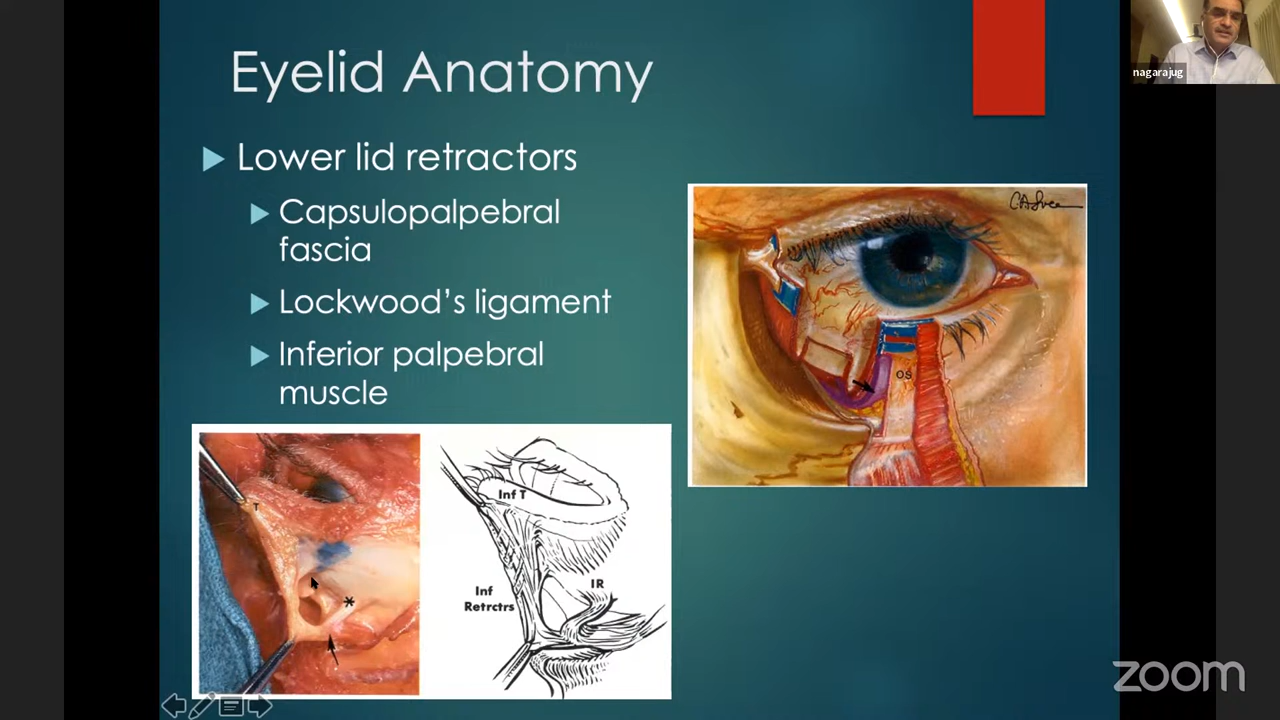 Eyelid Anatomy
Lower lid retractors
Capsulopalpebral
fascia
Lockwood's ligament
Inferior palpebral
muscle
OS
T
*
Inf T
IR
Inf
Retrctrs
nagarajug
zoom